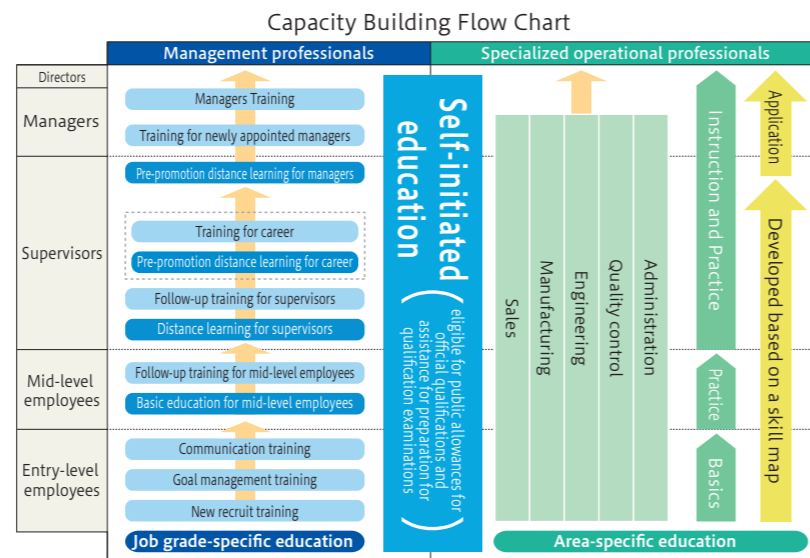 Capacity Building Flow Chart
Management professionals
Specialized operational professionals
Directors
Managers
Supervisors
Mid-level
employees
Entry-level
employees
Managers Training
Training for newly appointed managers
Pre-promotion distance learning for managers
Training for career
Pre-promotion distance learning for career
Follow-up training for supervisors
Distance learning for supervisors
Follow-up training for mid-level employees
Basic education for mid-level employees
Communication training
Goal management training
New recruit training
Job grade-specific education
Self-initiated
education
(eligible for public allowances for
official qualifications and
assistance for preparation for
qualification examinations)
Sales
Manufacturing
Engineering
Quality control
Administration
Instruction and Practice
Practice
Basics
Application
Developed based on a skill map
Area-specific education